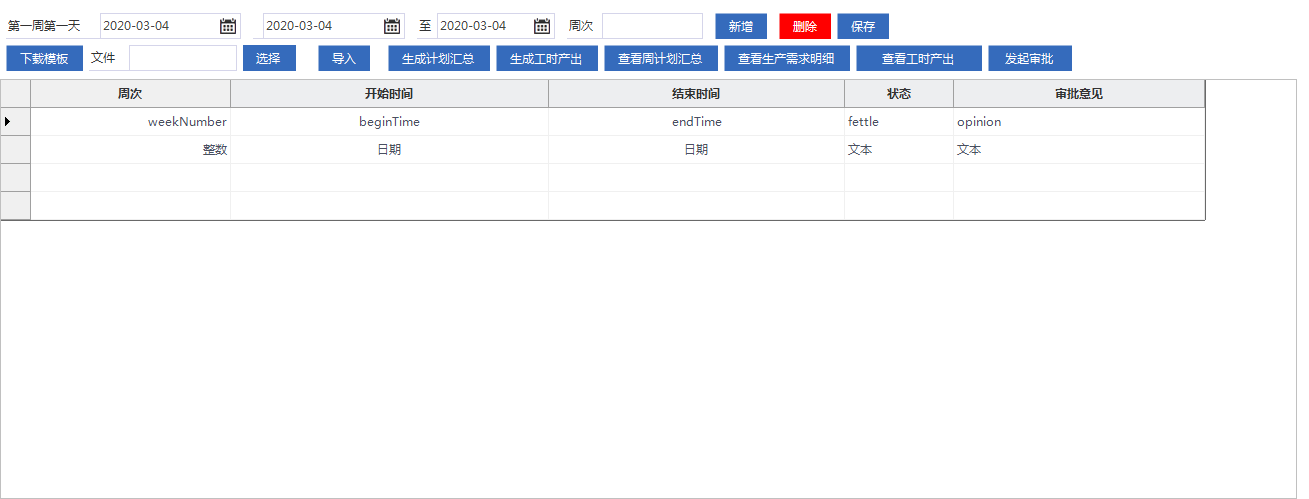 第一周第一天 2020-03-04 2020-03-04 至 2020-03-04 周次 新增 删除 保存
下载模板 文件 选择 导入 生成计划汇总 生成工时产出 查看周计划汇总 查看生产需求明细 查看工时产出 发起审批
周次 开始时间 结束时间 状态 审批意见
weekNumber beginTime endTime fettle opinion
整数 日期 日期 文本 文本